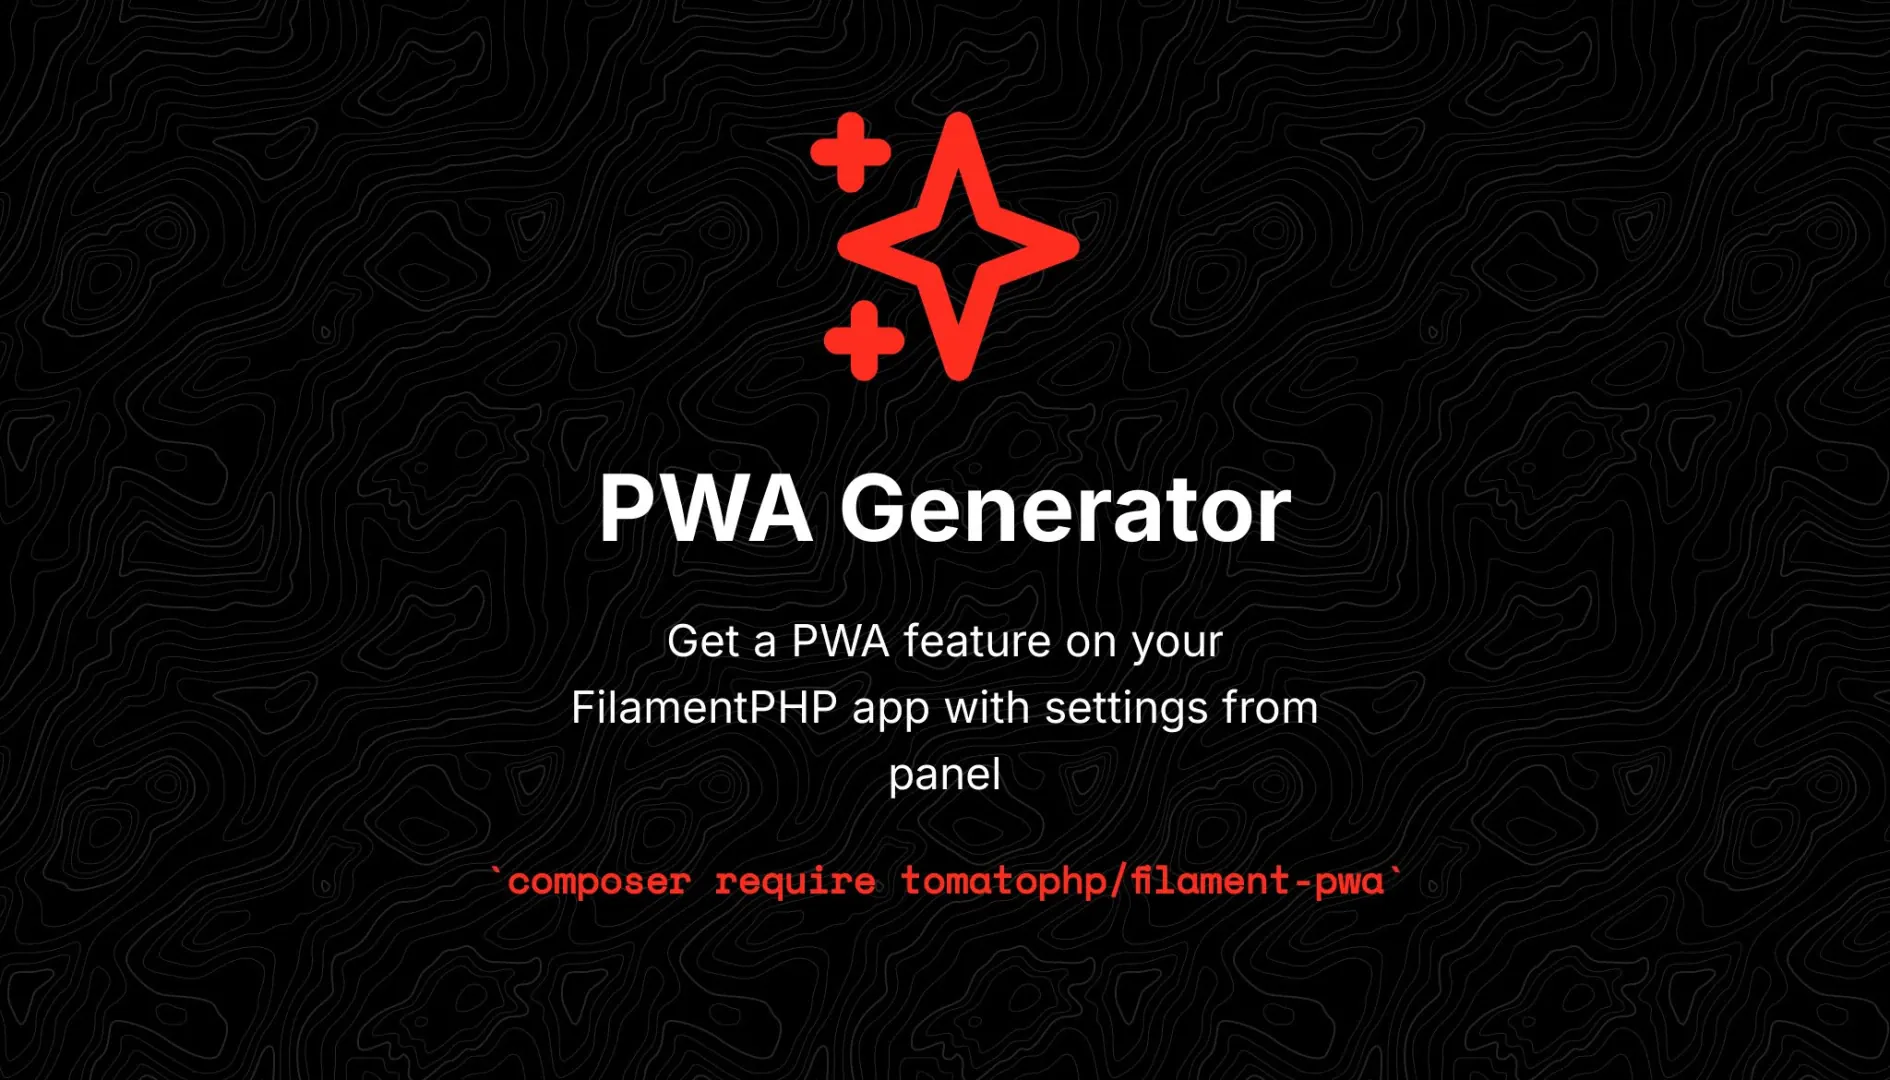 PWA Generator
Get a PWA feature on your
FilamentPHP app with settings from
panel
`composer require tomatophp/filament-pwa`